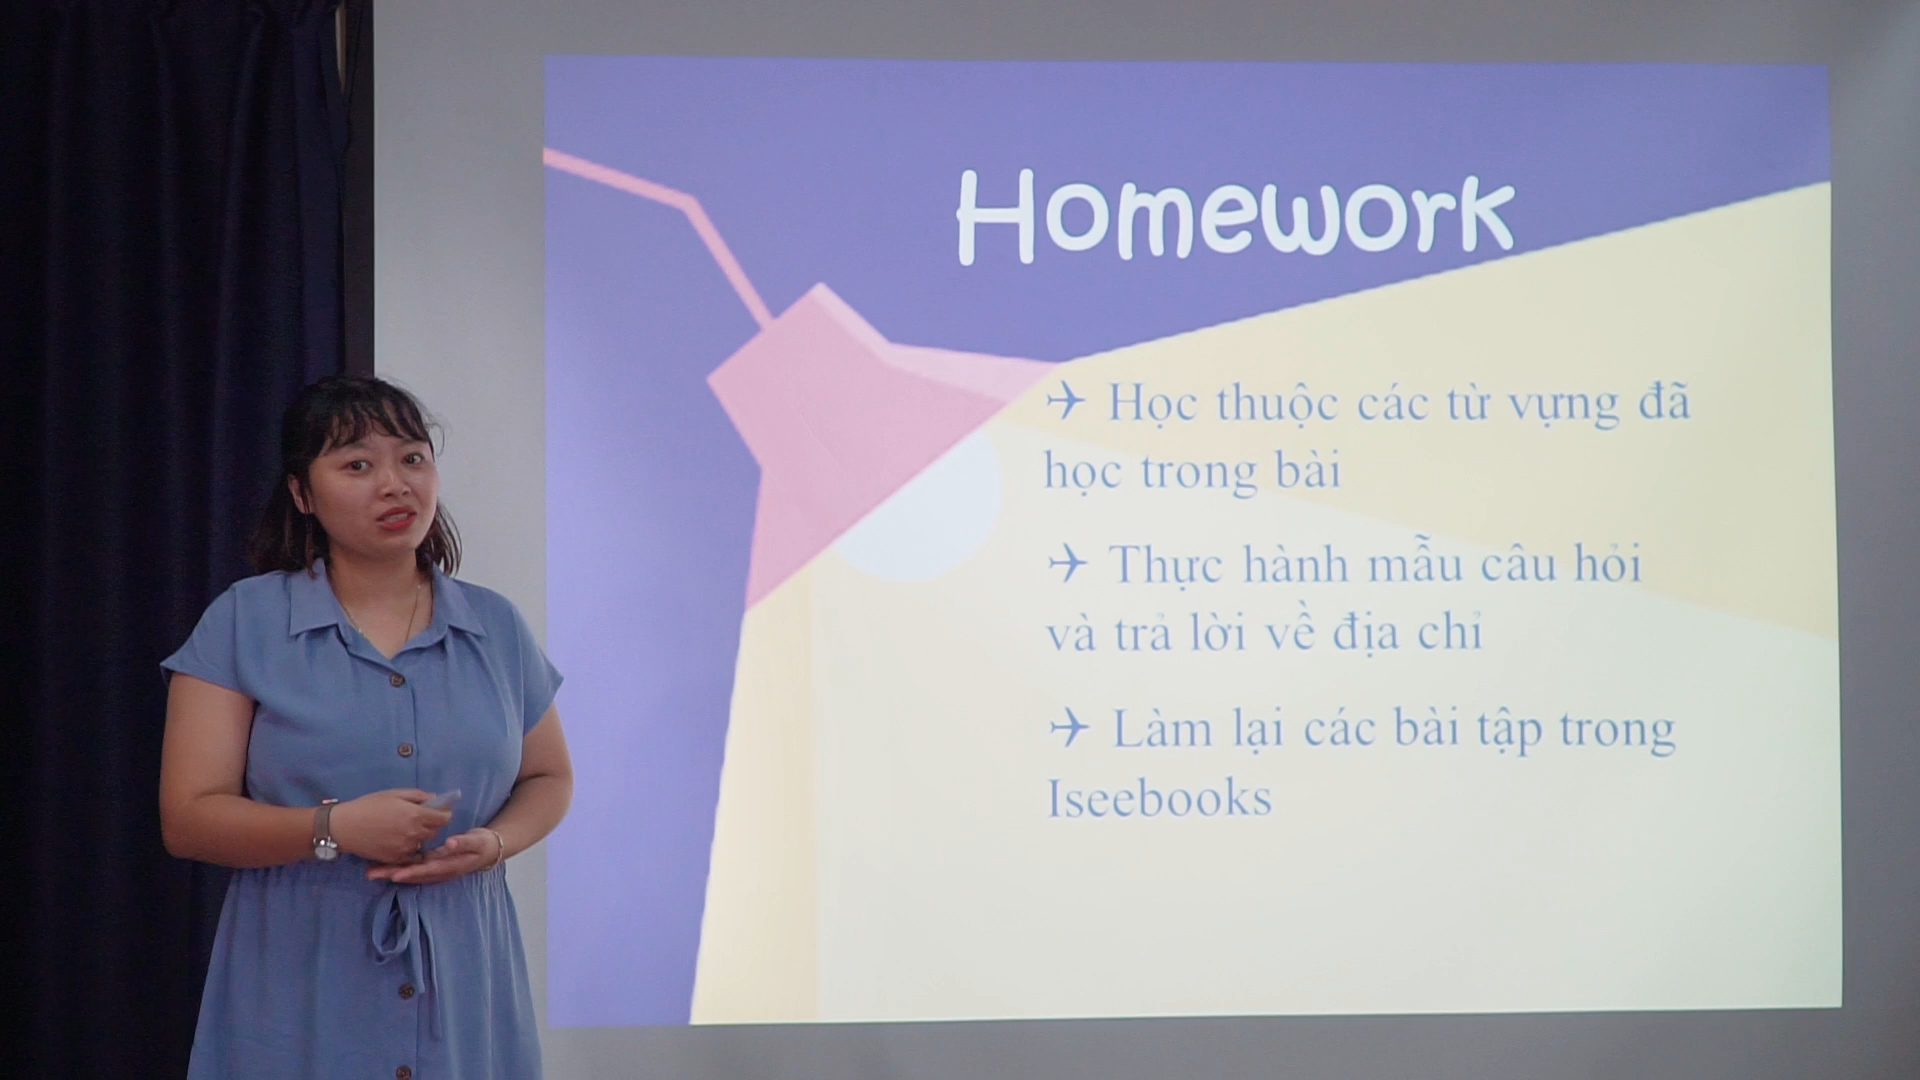 Homework
✈ Học thuộc các từ vựng đã
học trong bài
✈ Thực hành mẫu câu hỏi
và trả lời về địa chỉ
✈ Làm lại các bài tập trong
Iseebooks